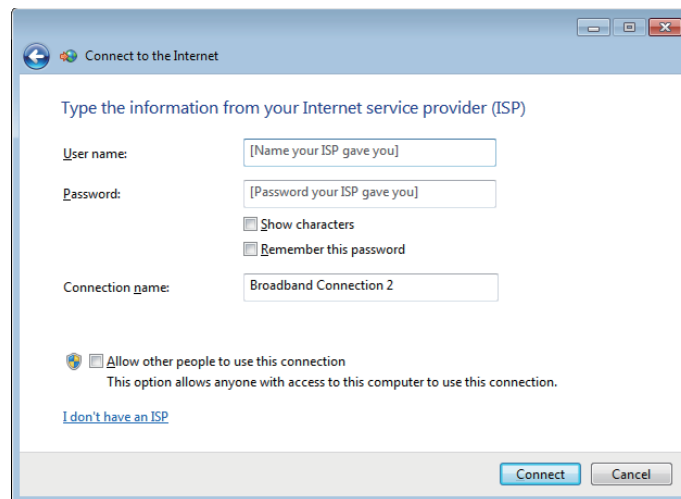 Connect to the Internet
Type the information from your Internet service provider (ISP)
User name:
[Name your ISP gave you]
Password:
[Password your ISP gave you]
Show characters
Remember this password
Connection name:
Broadband Connection 2
Allow other people to use this connection
This option allows anyone with access to this computer to use this connection.
I don't have an ISP
Connect
Cancel